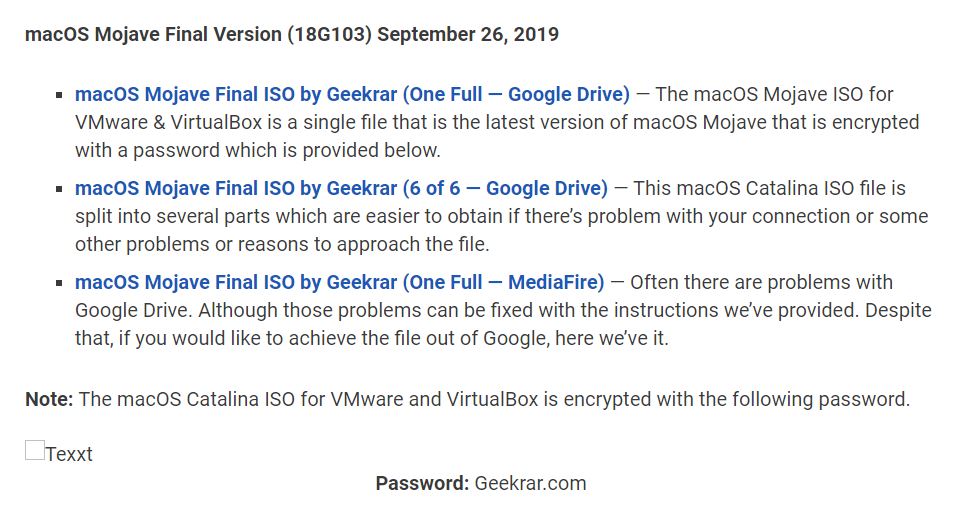 macOS Mojave Final Version (18G103) September 26, 2019
macOS Mojave Final ISO by Geekrar (One Full — Google Drive) — The macOS Mojave ISO for
VMware & VirtualBox is a single file that is the latest version of macOS Mojave that is encrypted
with a password which is provided below.
macOS Mojave Final ISO by Geekrar (6 of 6 — Google Drive) — This macOS Catalina ISO file is
split into several parts which are easier to obtain if there’s problem with your connection or some
other problems or reasons to approach the file.
macOS Mojave Final ISO by Geekrar (One Full — MediaFire) — Often there are problems with
Google Drive. Although those problems can be fixed with the instructions we’ve provided. Despite
that, if you would like to achieve the file out of Google, here we’ve it.
Note: The macOS Catalina ISO for VMware and VirtualBox is encrypted with the following password.
Texxt
Password: Geekrar.com